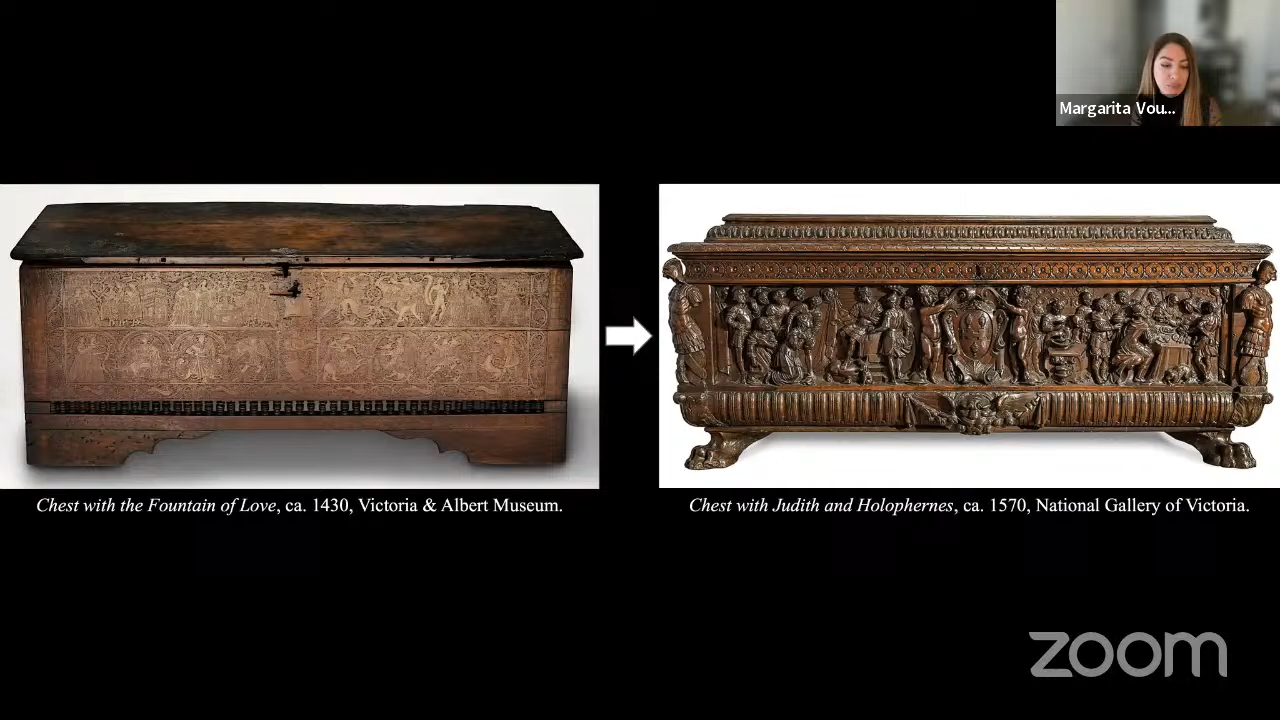 Margarita Vou...
Chest with the Fountain of Love, ca. 1430, Victoria & Albert Museum.
Chest with Judith and Holophernes, ca. 1570, National Gallery of Victoria.
zoom